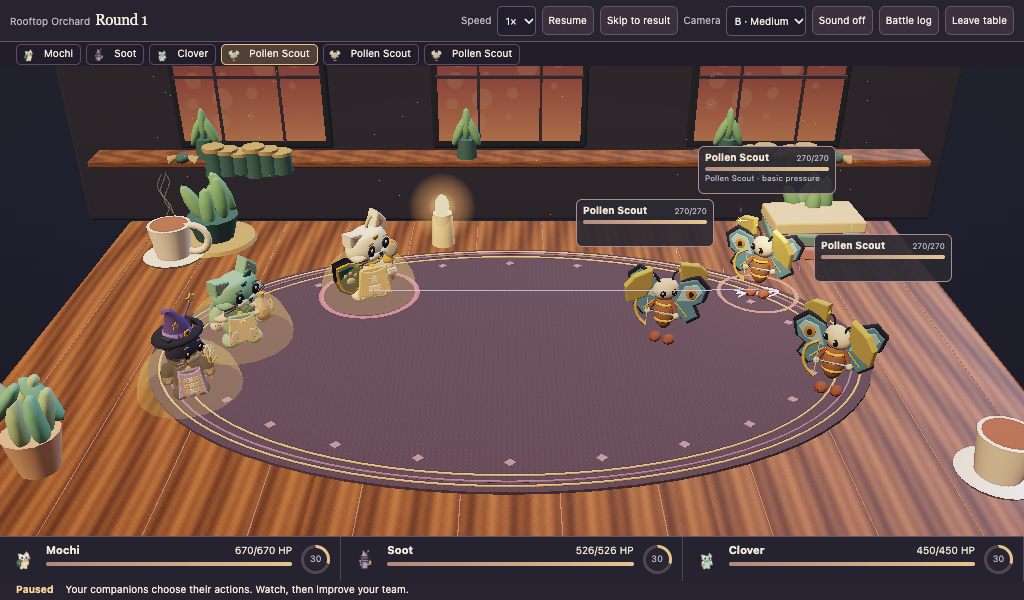 Rooftop Orchard Round 1
Speed 1x Resume Skip to result Camera B · Medium Sound off Battle log Leave table
Mochi Soot Clover Pollen Scout Pollen Scout Pollen Scout
Pollen Scout 270/270
Pollen Scout · basic pressure
Pollen Scout 270/270
Pollen Scout 270/270
Mochi 670/670 HP 30
Soot 526/526 HP 30
Clover 450/450 HP 30
Paused Your companions choose their actions. Watch, then improve your team.